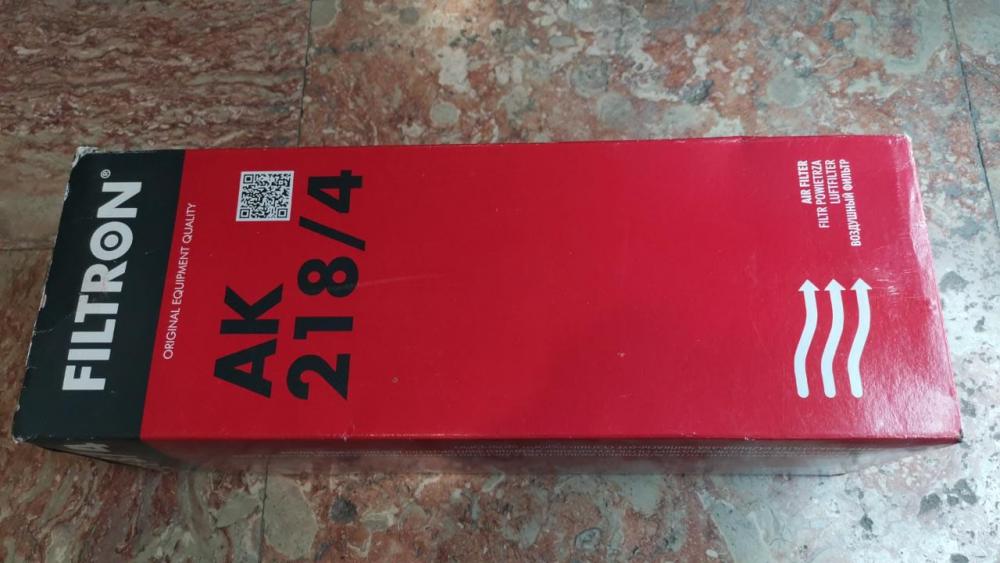 FILTRON®
ORIGINAL EQUIPMENT QUALITY
AK
218/4
AIR FILTER
FILTR POWIETRZA
LUFTFILTER
ВОЗДУШНЫЙ ФИЛЬТР